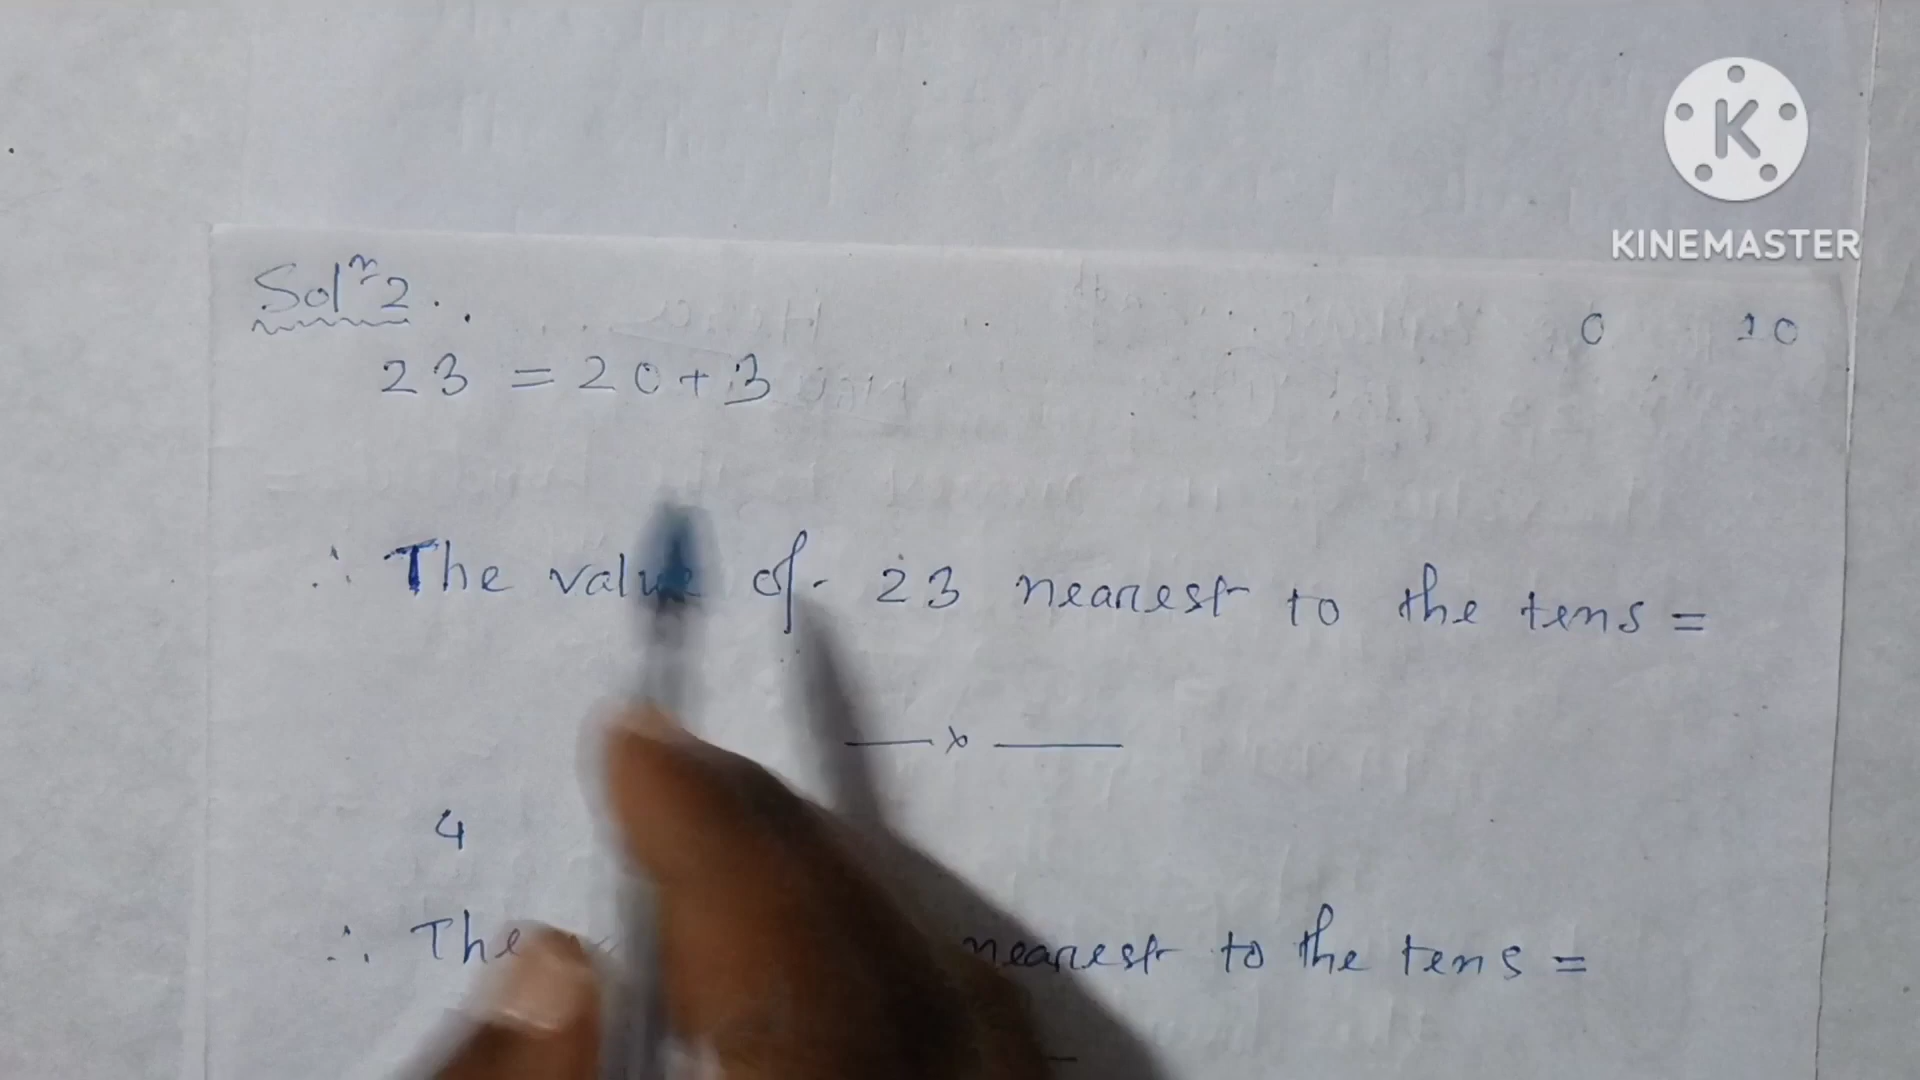 K
KINEMASTER
Solⁿ 2.
0 10
23 = 20 + 3
∴ The value of 23 nearest to the tens =
x
4
∴ The nearest to the tens =